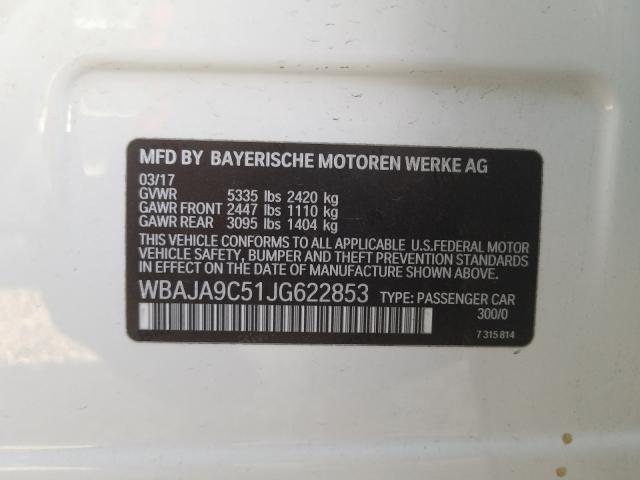 MFD BY BAYERISCHE MOTOREN WERKE AG
03/17
GVWR 5335 lbs 2420 kg
GAWR FRONT 2447 lbs 1110 kg
GAWR REAR 3095 lbs 1404 kg
THIS VEHICLE CONFORMS TO ALL APPLICABLE U.S.FEDERAL MOTOR
VEHICLE SAFETY, BUMPER, AND THEFT PREVENTION STANDARDS
IN EFFECT ON THE DATE OF MANUFACTURE SHOWN ABOVE.
WBAJA9C51JG622853 TYPE: PASSENGER CAR
300/0
7 315 814